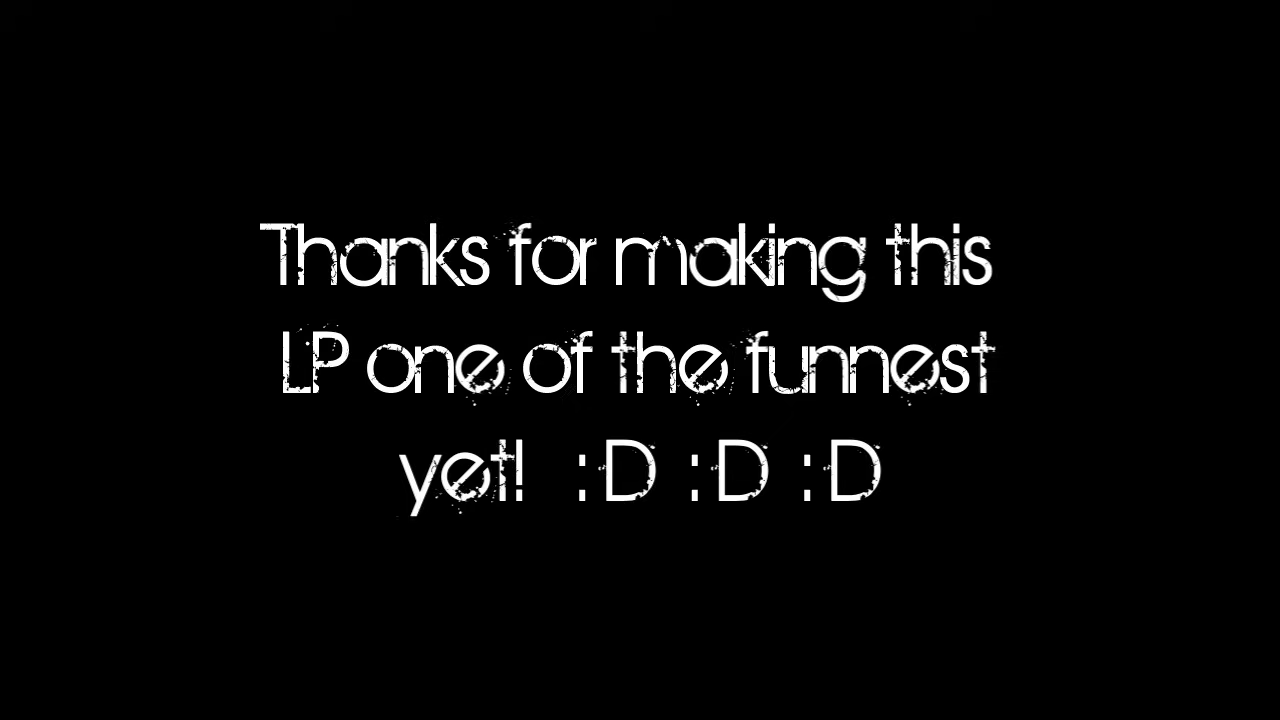 Thanks for making this
LP one of the funnest
yet!  :D :D :D